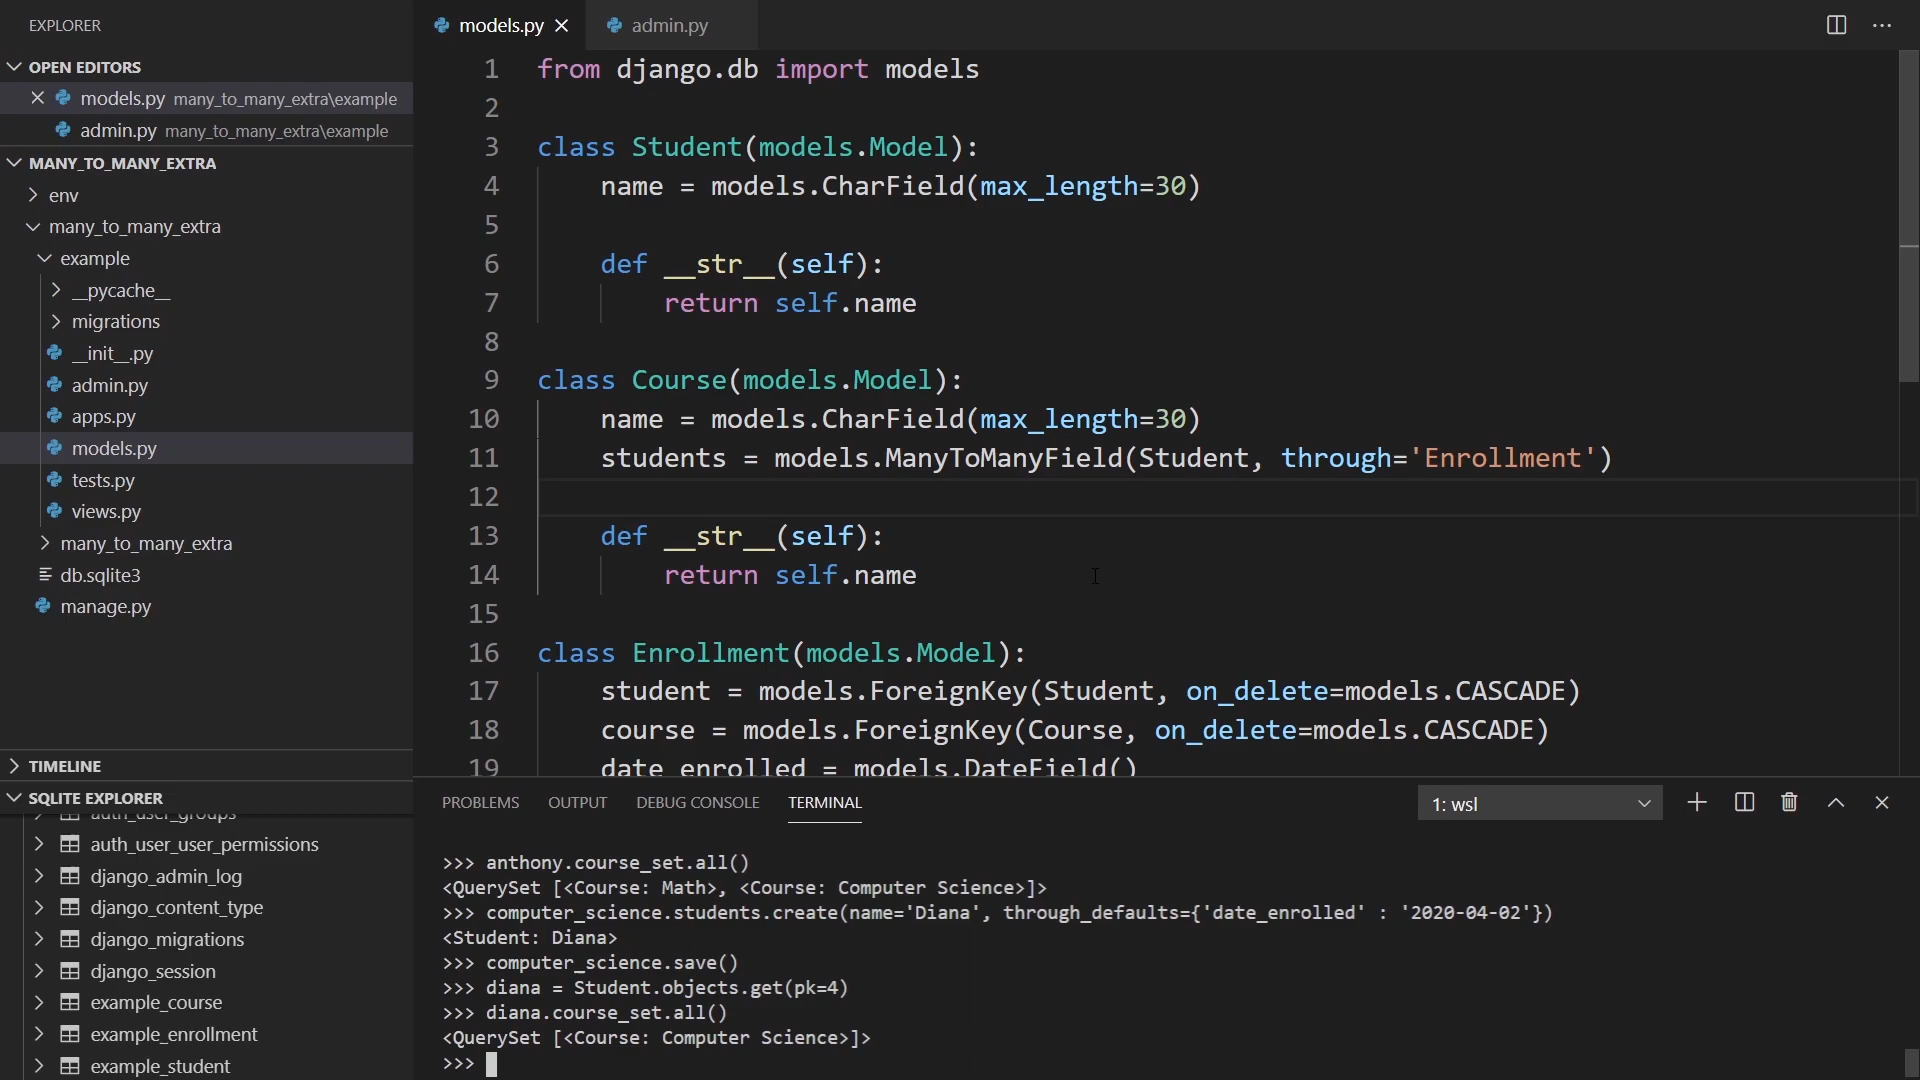 EXPLORER
OPEN EDITORS
models.py many_to_many_extra\example
admin.py many_to_many_extra\example
MANY_TO_MANY_EXTRA
env
many_to_many_extra
example
__pycache__
migrations
__init__.py
admin.py
apps.py
models.py
tests.py
views.py
many_to_many_extra
db.sqlite3
manage.py
TIMELINE
SQLITE EXPLORER
auth_user_groups
auth_user_user_permissions
django_admin_log
django_content_type
django_migrations
django_session
example_course
example_enrollment
example_student
models.py
admin.py
1 from django.db import models
2
3 class Student(models.Model):
4 name = models.CharField(max_length=30)
5
6 def __str__(self):
7 return self.name
8
9 class Course(models.Model):
10 name = models.CharField(max_length=30)
11 students = models.ManyToManyField(Student, through='Enrollment')
12
13 def __str__(self):
14 return self.name
15
16 class Enrollment(models.Model):
17 student = models.ForeignKey(Student, on_delete=models.CASCADE)
18 course = models.ForeignKey(Course, on_delete=models.CASCADE)
19 date_enrolled = models.DateField()
PROBLEMS OUTPUT DEBUG CONSOLE TERMINAL 1: wsl
>>> anthony.course_set.all()
<QuerySet [<Course: Math>, <Course: Computer Science>]>
>>> computer_science.students.create(name='Diana', through_defaults={'date_enrolled' : '2020-04-02'})
<Student: Diana>
>>> computer_science.save()
>>> diana = Student.objects.get(pk=4)
>>> diana.course_set.all()
<QuerySet [<Course: Computer Science>]>
>>>